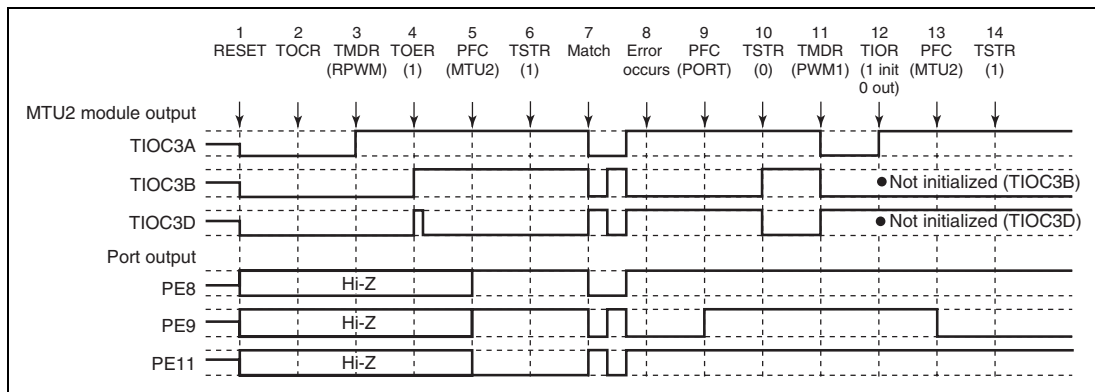 1 2 3 4 5 6 7 8 9 10 11 12 13 14
RESET TOCR TMDR TOER PFC TSTR Match Error PFC TSTR TMDR TIOR PFC TSTR
(RPWM) (1) (MTU2) (1) occurs (PORT) (0) (PWM1) (1 init (MTU2) (1)
0 out)
MTU2 module output
TIOC3A
TIOC3B
●Not initialized (TIOC3B)
TIOC3D
●Not initialized (TIOC3D)
Port output
PE8 Hi-Z
PE9 Hi-Z
PE11 Hi-Z